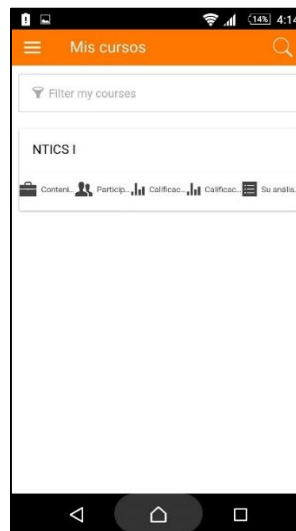 14% 4:14
Mis cursos
Filter my courses
NTICS I
Conteni... Particip... Calificac... Calificac... Su anális...